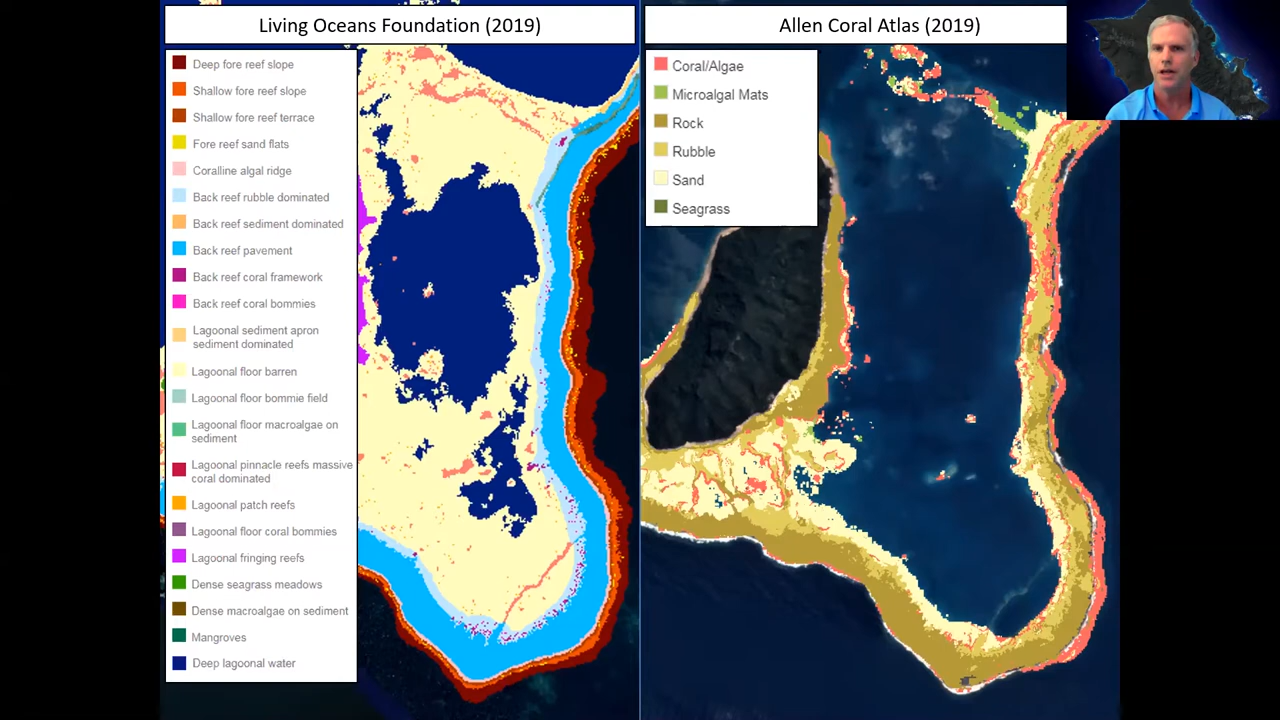 Living Oceans Foundation (2019)
Deep fore reef slope
Shallow fore reef slope
Shallow fore reef terrace
Fore reef sand flats
Coralline algal ridge
Back reef rubble dominated
Back reef sediment dominated
Back reef pavement
Back reef coral framework
Back reef coral bommies
Lagoonal sediment apron
sediment dominated
Lagoonal floor barren
Lagoonal floor bommie field
Lagoonal floor macroalgae on
sediment
Lagoonal pinnacle reefs massive
coral dominated
Lagoonal patch reefs
Lagoonal floor coral bommies
Lagoonal fringing reefs
Dense seagrass meadows
Dense macroalgae on sediment
Mangroves
Deep lagoonal water
Allen Coral Atlas (2019)
Coral/Algae
Microalgal Mats
Rock
Rubble
Sand
Seagrass